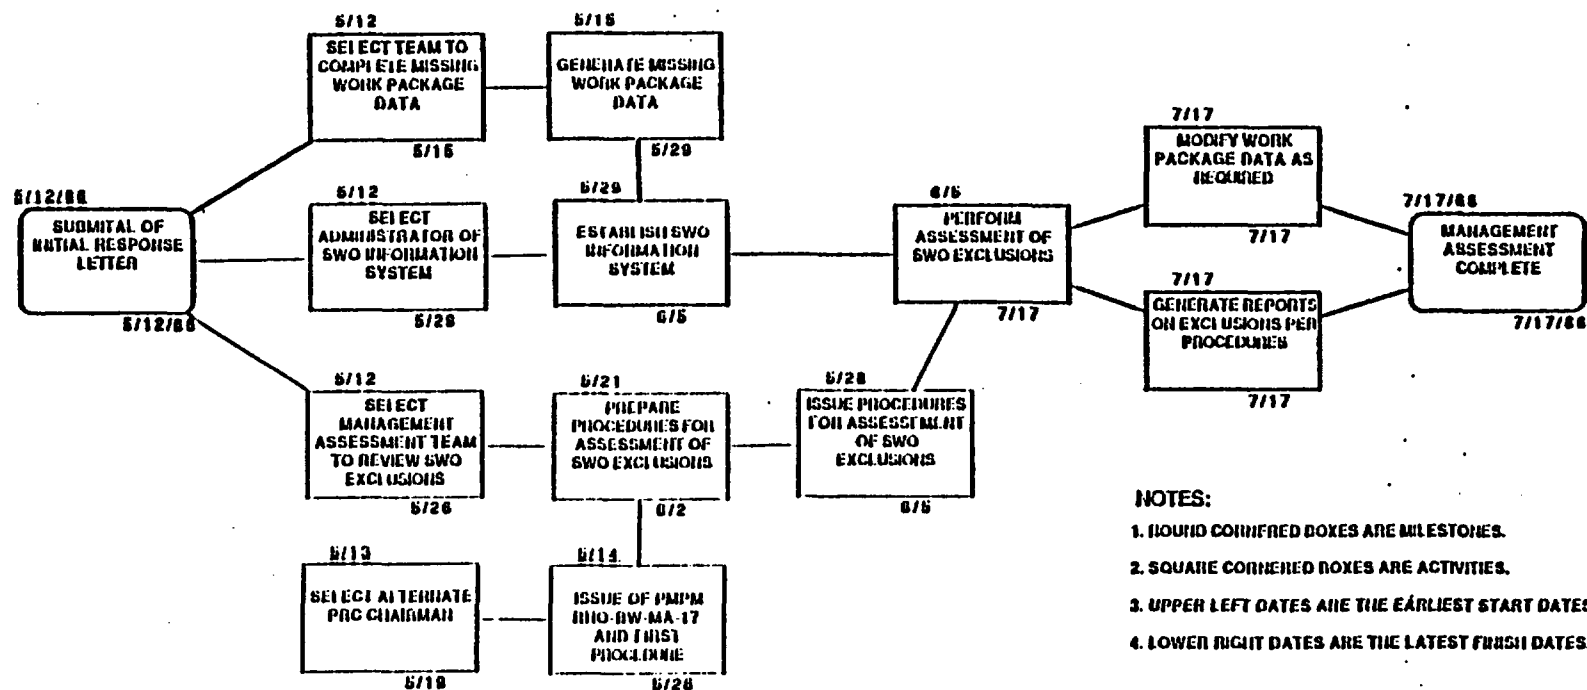 5/12
SELECT TEAM TO
COMPLETE MISSING
WORK PACKAGE
DATA
5/15
5/15
GENERATE MISSING
WORK PACKAGE
DATA
5/29
5/12/86
SUBMITAL OF
INITIAL RESPONSE
LETTER
5/12/86
5/12
SELECT
ADMINISTRATOR OF
SWO INFORMATION
SYSTEM
5/29
ESTABLISH SWO
INFORMATION
SYSTEM
6/5
6/5
PERFORM
ASSESSMENT OF
SWO EXCLUSIONS
7/17
7/17
MODIFY WORK
PACKAGE DATA AS
REQUIRED
7/17
7/17
GENERATE REPORTS
ON EXCLUSIONS PER
PROCEDURES
7/17
7/17/86
MANAGEMENT
ASSESSMENT
COMPLETE
7/17/86
5/12
SELECT
MANAGEMENT
ASSESSMENT TEAM
TO REVIEW SWO
EXCLUSIONS
5/26
5/21
PREPARE
PROCEDURES FOR
ASSESSMENT OF
SWO EXCLUSIONS
6/2
ISSUE PROCEDURES
FOR ASSESSMENT
OF SWO
EXCLUSIONS
6/5
5/13
SELECT ALTERNATE
PRC CHAIRMAN
5/19
5/14
ISSUE OF PMPM
RHO-BW-MA-17
AND FIRST
PROCEDURE
NOTES:
1. ROUND CORNERED BOXES ARE MILESTONES.
2. SQUARE CORNERED BOXES ARE ACTIVITIES.
3. UPPER LEFT DATES ARE THE EARLIEST START DATES
4. LOWER RIGHT DATES ARE THE LATEST FINISH DATES